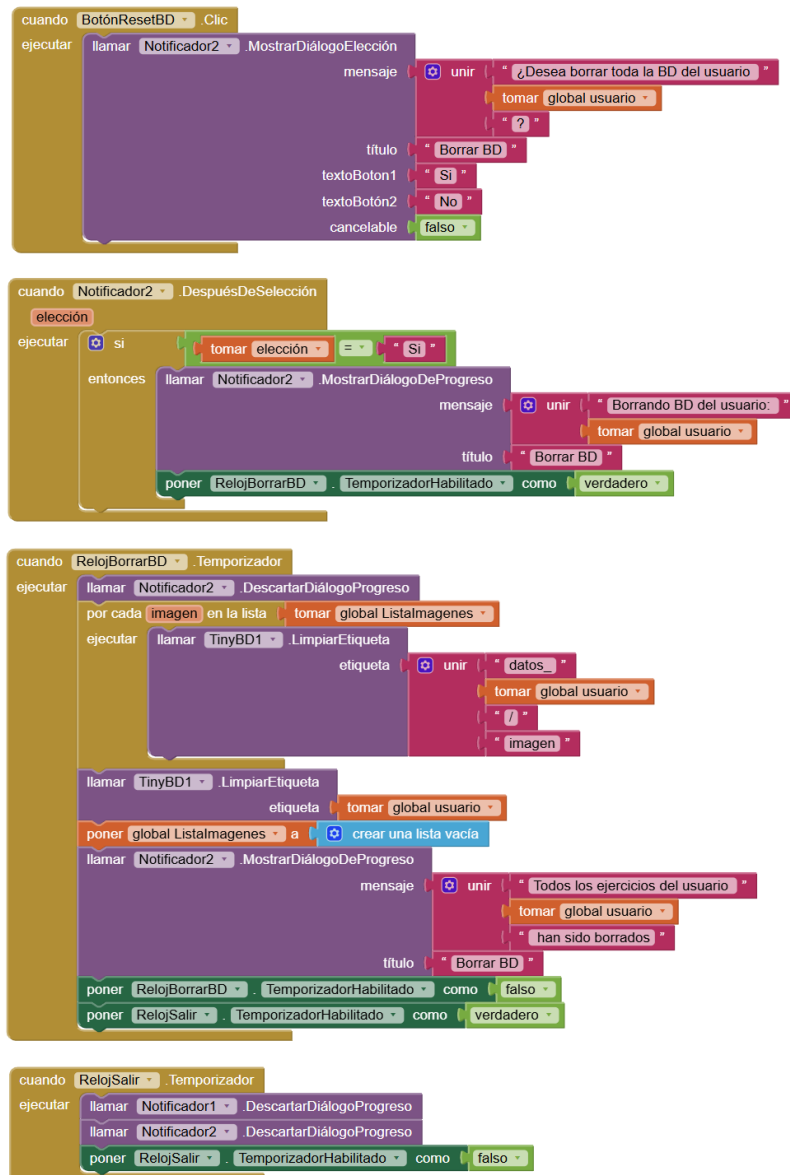 cuando BotónResetBD .Clic
ejecutar llamar Notificador2 .MostrarDiálogoElección
mensaje unir " ¿Desea borrar toda la BD del usuario "
tomar global usuario
" ? "
título " Borrar BD "
textoBoton1 " Si "
textoBotón2 " No "
cancelable falso
cuando Notificador2 .DespuésDeSelección
elección
ejecutar si tomar elección = " Si "
entonces llamar Notificador2 .MostrarDiálogoDeProgreso
mensaje unir " Borrando BD del usuario: "
tomar global usuario
título " Borrar BD "
poner RelojBorrarBD . TemporizadorHabilitado como verdadero
cuando RelojBorrarBD .Temporizador
ejecutar llamar Notificador2 .DescartarDiálogoProgreso
por cada imagen en la lista tomar global ListaImagenes
ejecutar llamar TinyBD1 .LimpiarEtiqueta
etiqueta unir " datos_ "
tomar global usuario
" / "
" imagen "
llamar TinyBD1 .LimpiarEtiqueta
etiqueta tomar global usuario
poner global ListaImagenes a crear una lista vacía
llamar Notificador2 .MostrarDiálogoDeProgreso
mensaje unir " Todos los ejercicios del usuario "
tomar global usuario
" han sido borrados "
título " Borrar BD "
poner RelojBorrarBD . TemporizadorHabilitado como falso
poner RelojSalir . TemporizadorHabilitado como verdadero
cuando RelojSalir .Temporizador
ejecutar llamar Notificador1 .DescartarDiálogoProgreso
llamar Notificador2 .DescartarDiálogoProgreso
poner RelojSalir . TemporizadorHabilitado como falso